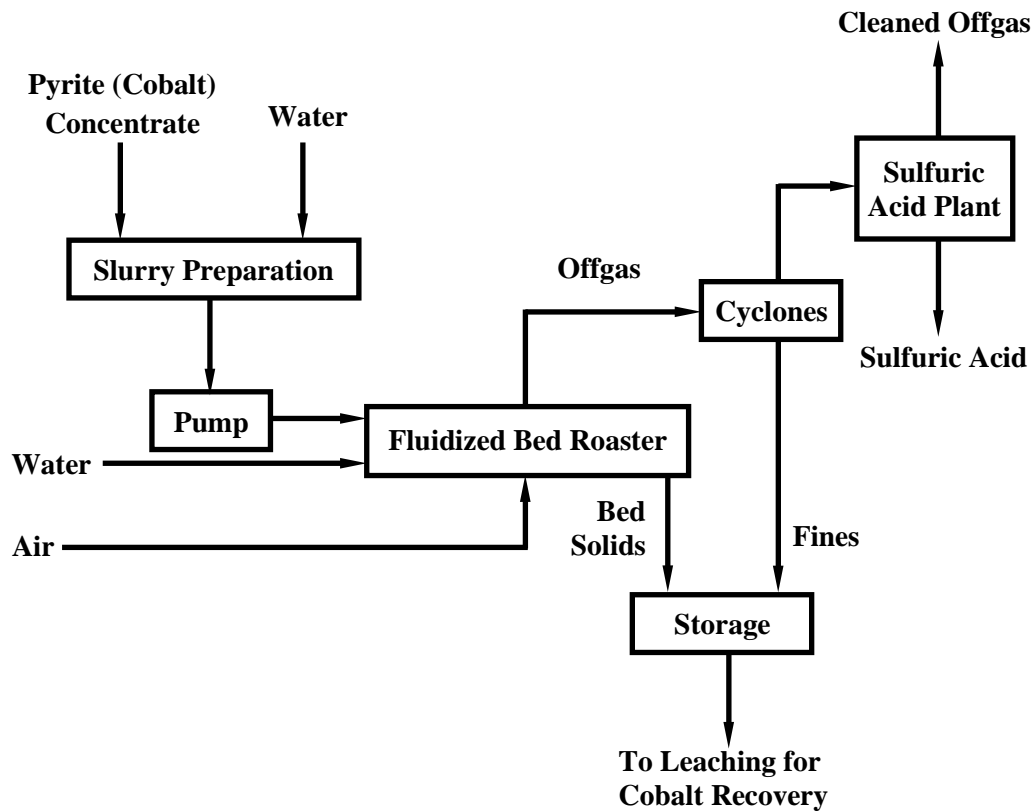 Cleaned Offgas
Pyrite (Cobalt)
Concentrate
Water
Sulfuric
Acid Plant
Slurry Preparation
Offgas
Cyclones
Sulfuric Acid
Pump
Fluidized Bed Roaster
Water
Bed
Solids
Air
Fines
Storage
To Leaching for
Cobalt Recovery